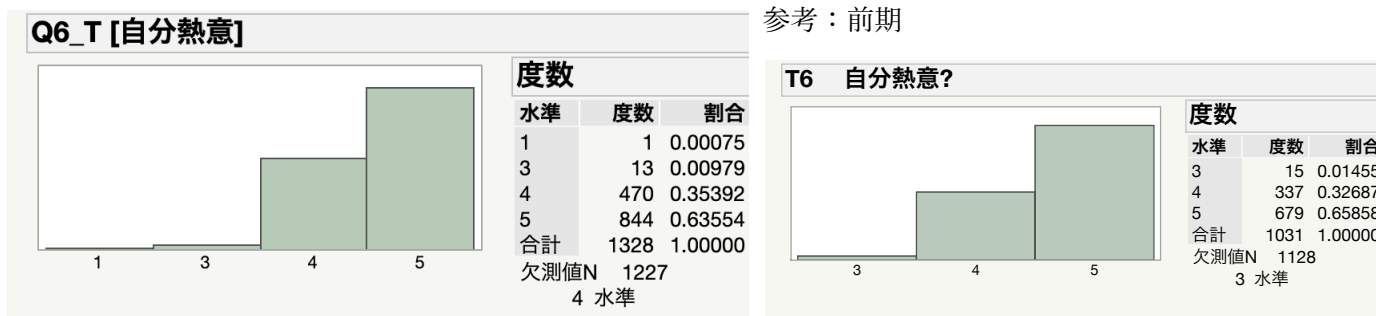 Q6_T [自分熱意]
度数
水準 度数 割合
1 1 0.00075
3 13 0.00979
4 470 0.35392
5 844 0.63554
合計 1328 1.00000
欠測値N 1227
4 水準
1 3 4 5
参考：前期
T6 自分熱意?
度数
水準 度数 割合
3 15 0.01455
4 337 0.32687
5 679 0.65858
合計 1031 1.00000
欠測値N 1128
3 水準
3 4 5